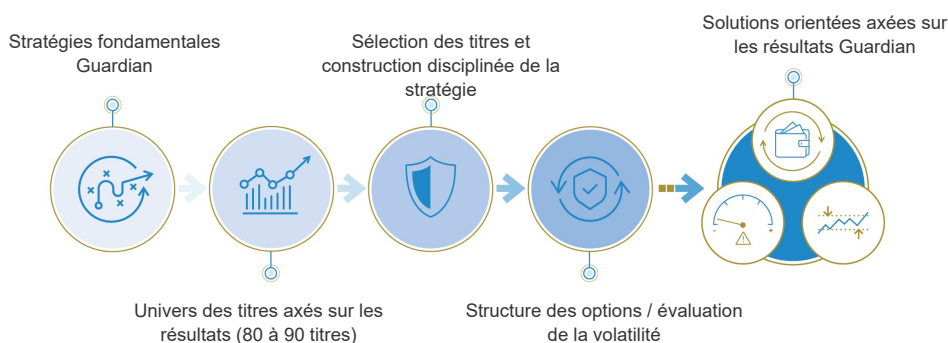 Stratégies fondamentales
Guardian
Sélection des titres et
construction disciplinée de la
stratégie
Solutions orientées axées sur
les résultats Guardian
Univers des titres axés sur les
résultats (80 à 90 titres)
Structure des options / évaluation
de la volatilité